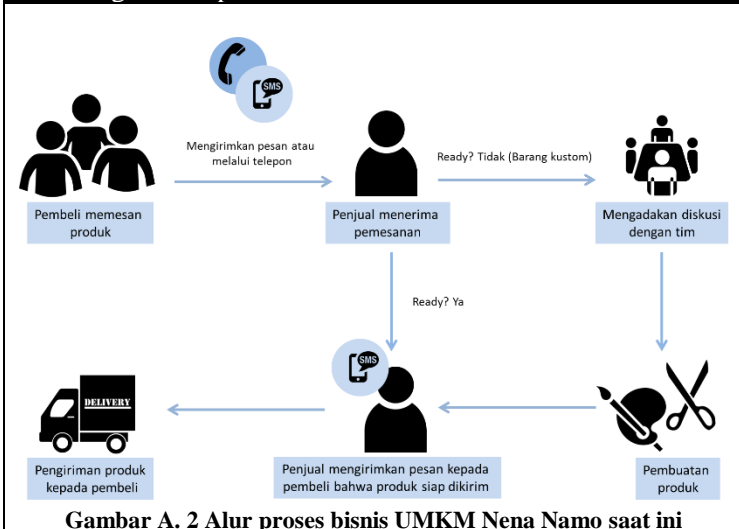 SMS
Mengirimkan pesan atau
melalui telepon
Ready? Tidak (Barang kustom)
Pembeli memesan
produk
Penjual menerima
pemesanan
Mengadakan diskusi
dengan tim
Ready? Ya
SMS
DELIVERY
Pengiriman produk
kepada pembeli
Penjual mengirimkan pesan kepada
pembeli bahwa produk siap dikirim
Pembuatan
produk
Gambar A. 2 Alur proses bisnis UMKM Nena Namo saat ini